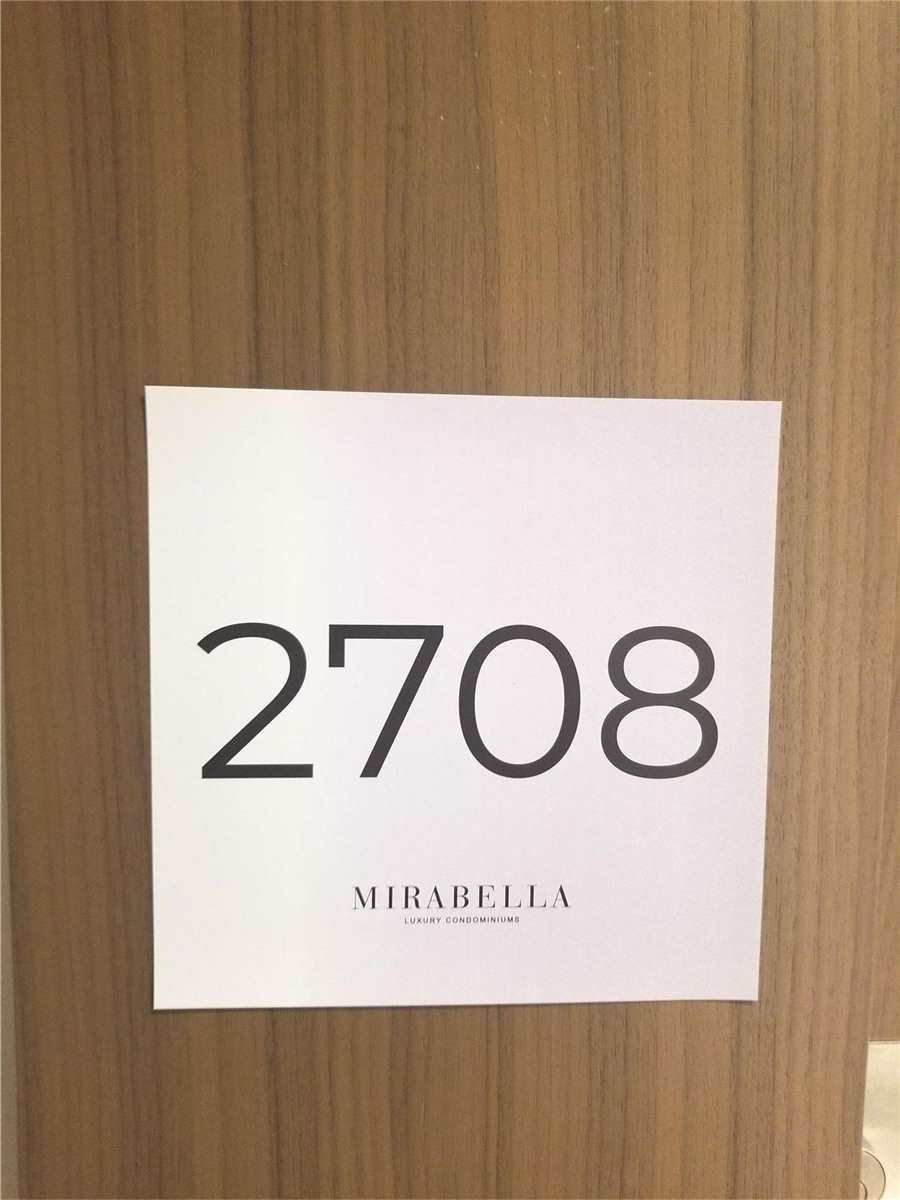 2708
MIRABELLA
LUXURY CONDOMINIUMS